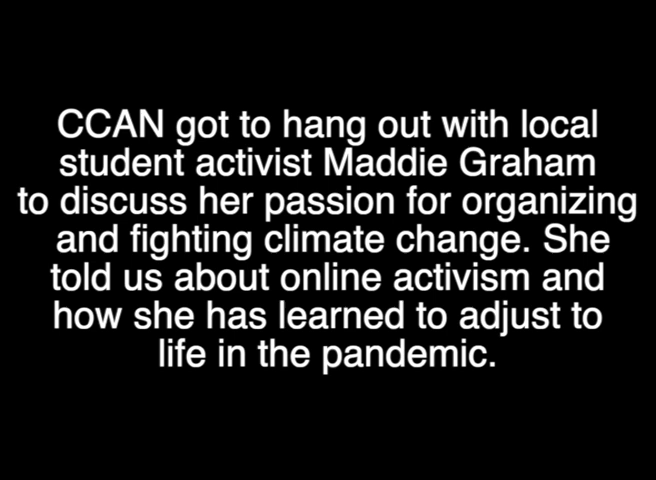 CCAN got to hang out with local
student activist Maddie Graham
to discuss her passion for organizing
and fighting climate change. She
told us about online activism and
how she has learned to adjust to
life in the pandemic.